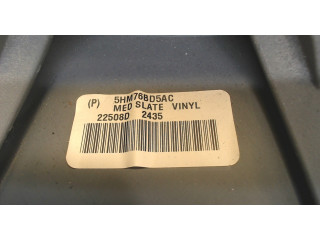 (P) 5HM76BD5AC
MED SLATE VINYL
22508D 2435